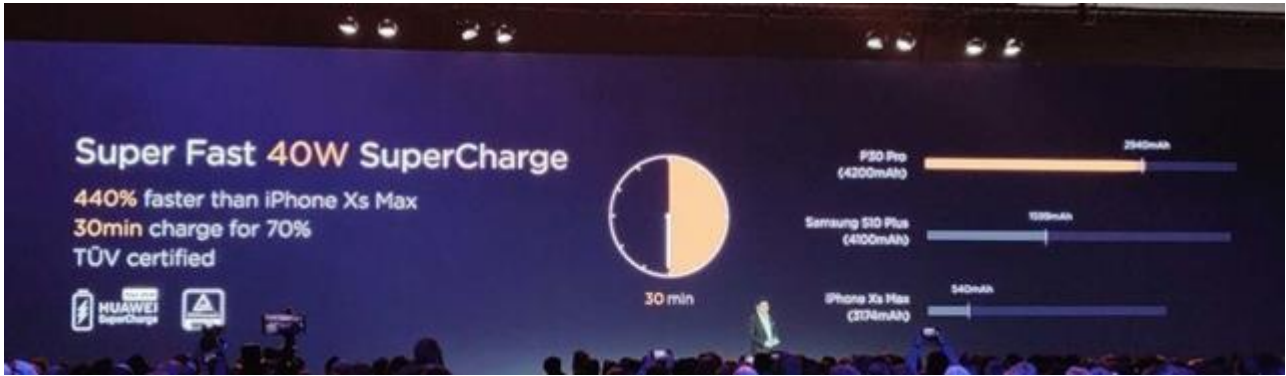 Super Fast 40W SuperCharge
440% faster than iPhone Xs Max
30min charge for 70%
TÜV certified
HUAWEI
SuperCharge
30 min
P30 Pro
(4200mAh)
2940mAh
Samsung S10 Plus
(4100mAh)
1599mAh
iPhone Xs Max
(3174mAh)
540mAh